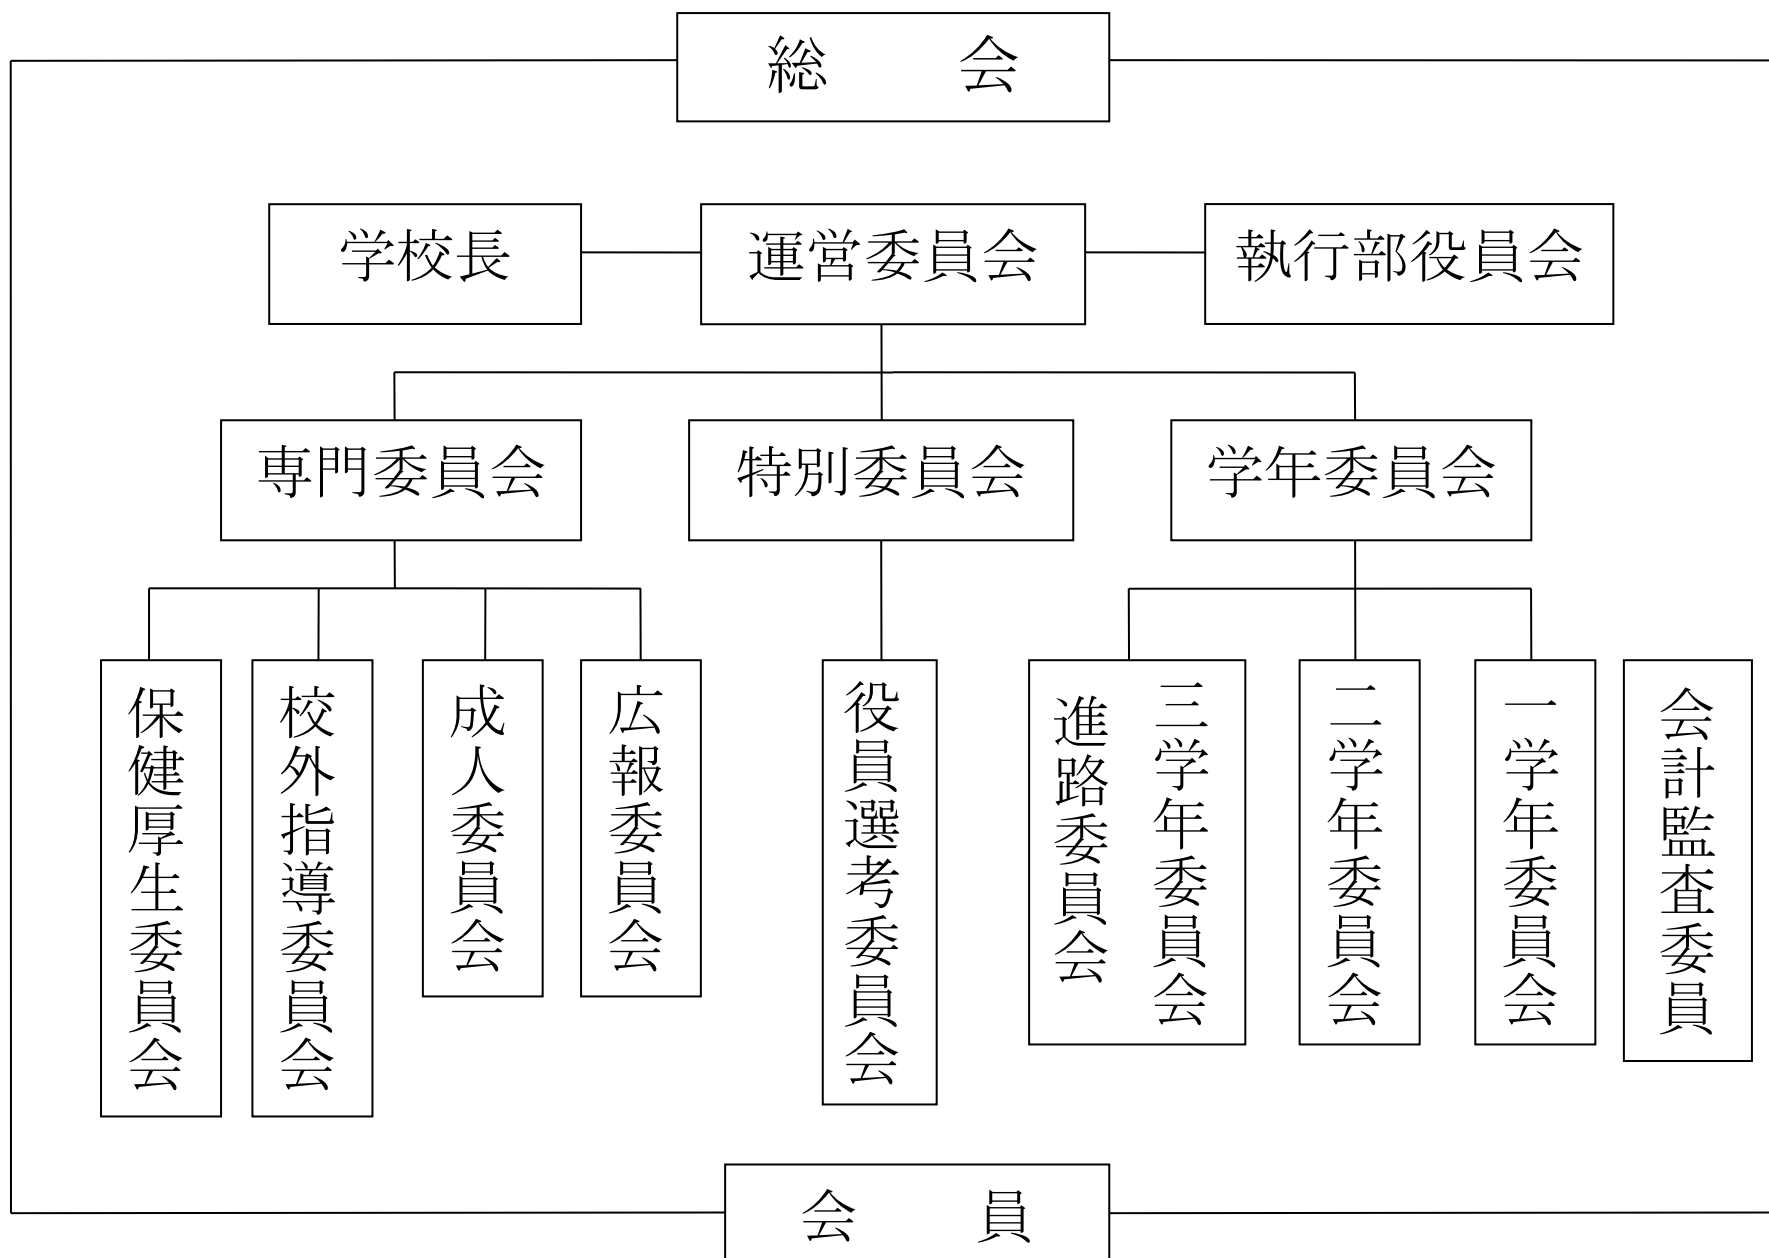 総　会
学校長
運営委員会
執行部役員会
専門委員会
特別委員会
学年委員会
保健厚生委員会
校外指導委員会
成人委員会
広報委員会
役員選考委員会
三学年委員会
進路委員会
二学年委員会
一学年委員会
会計監査委員
会　員